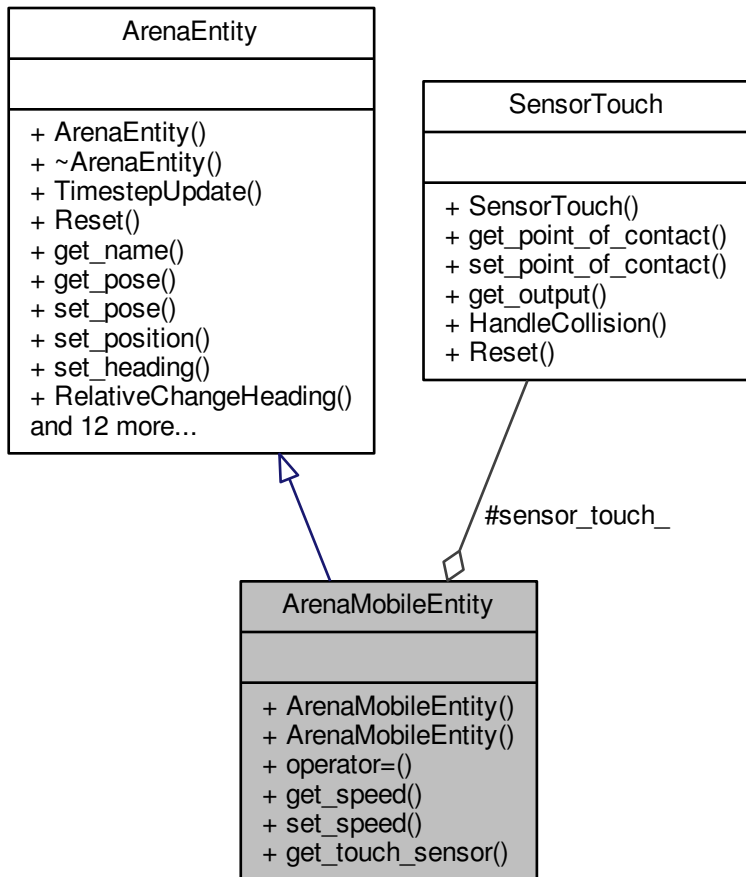 ArenaEntity
+ ArenaEntity()
+ ~ArenaEntity()
+ TimestepUpdate()
+ Reset()
+ get_name()
+ get_pose()
+ set_pose()
+ set_position()
+ set_heading()
+ RelativeChangeHeading()
and 12 more...
SensorTouch
+ SensorTouch()
+ get_point_of_contact()
+ set_point_of_contact()
+ get_output()
+ HandleCollision()
+ Reset()
#sensor_touch_
ArenaMobileEntity
+ ArenaMobileEntity()
+ ArenaMobileEntity()
+ operator=()
+ get_speed()
+ set_speed()
+ get_touch_sensor()